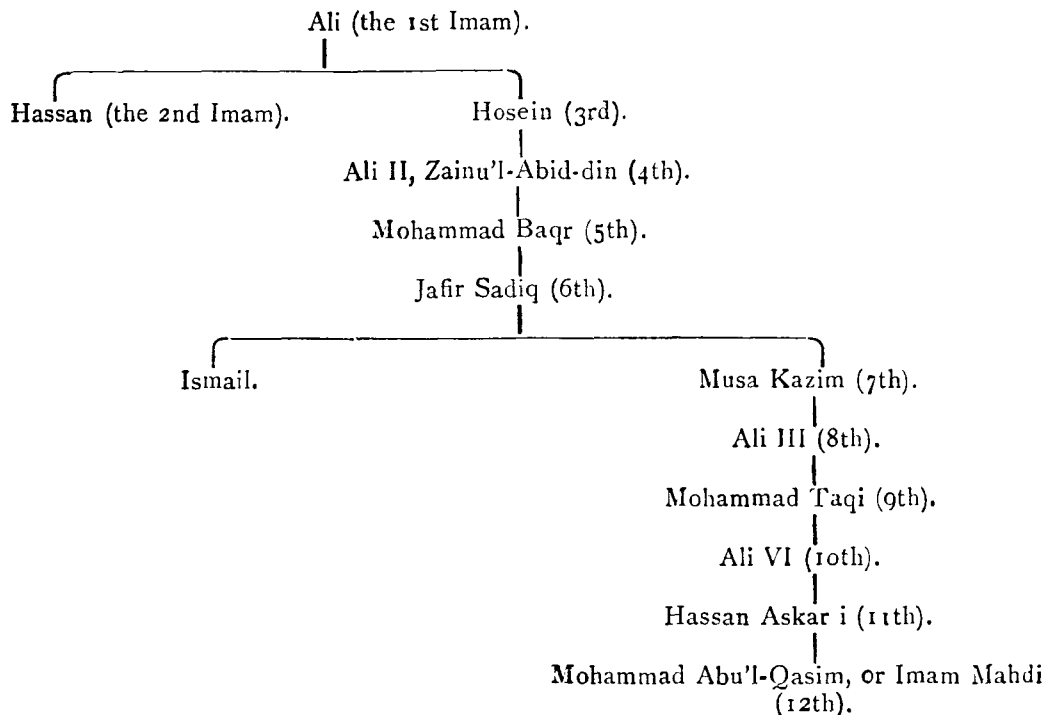 Ali (the 1st Imam).
Hassan (the 2nd Imam).
Hosein (3rd).
Ali II, Zainu'l-Abid-din (4th).
Mohammad Baqr (5th).
Jafir Sadiq (6th).
Ismail.
Musa Kazim (7th).
Ali III (8th).
Mohammad Taqi (9th).
Ali VI (10th).
Hassan Askar i (11th).
Mohammad Abu'l-Qasim, or Imam Mahdi
(12th).